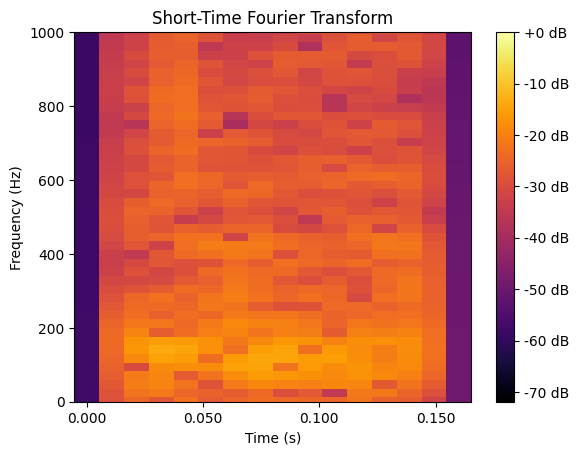 Short-Time Fourier Transform
Frequency (Hz)
1000
800
600
400
200
0
0.000
0.050
0.100
0.150
Time (s)
+0 dB
-10 dB
-20 dB
-30 dB
-40 dB
-50 dB
-60 dB
-70 dB